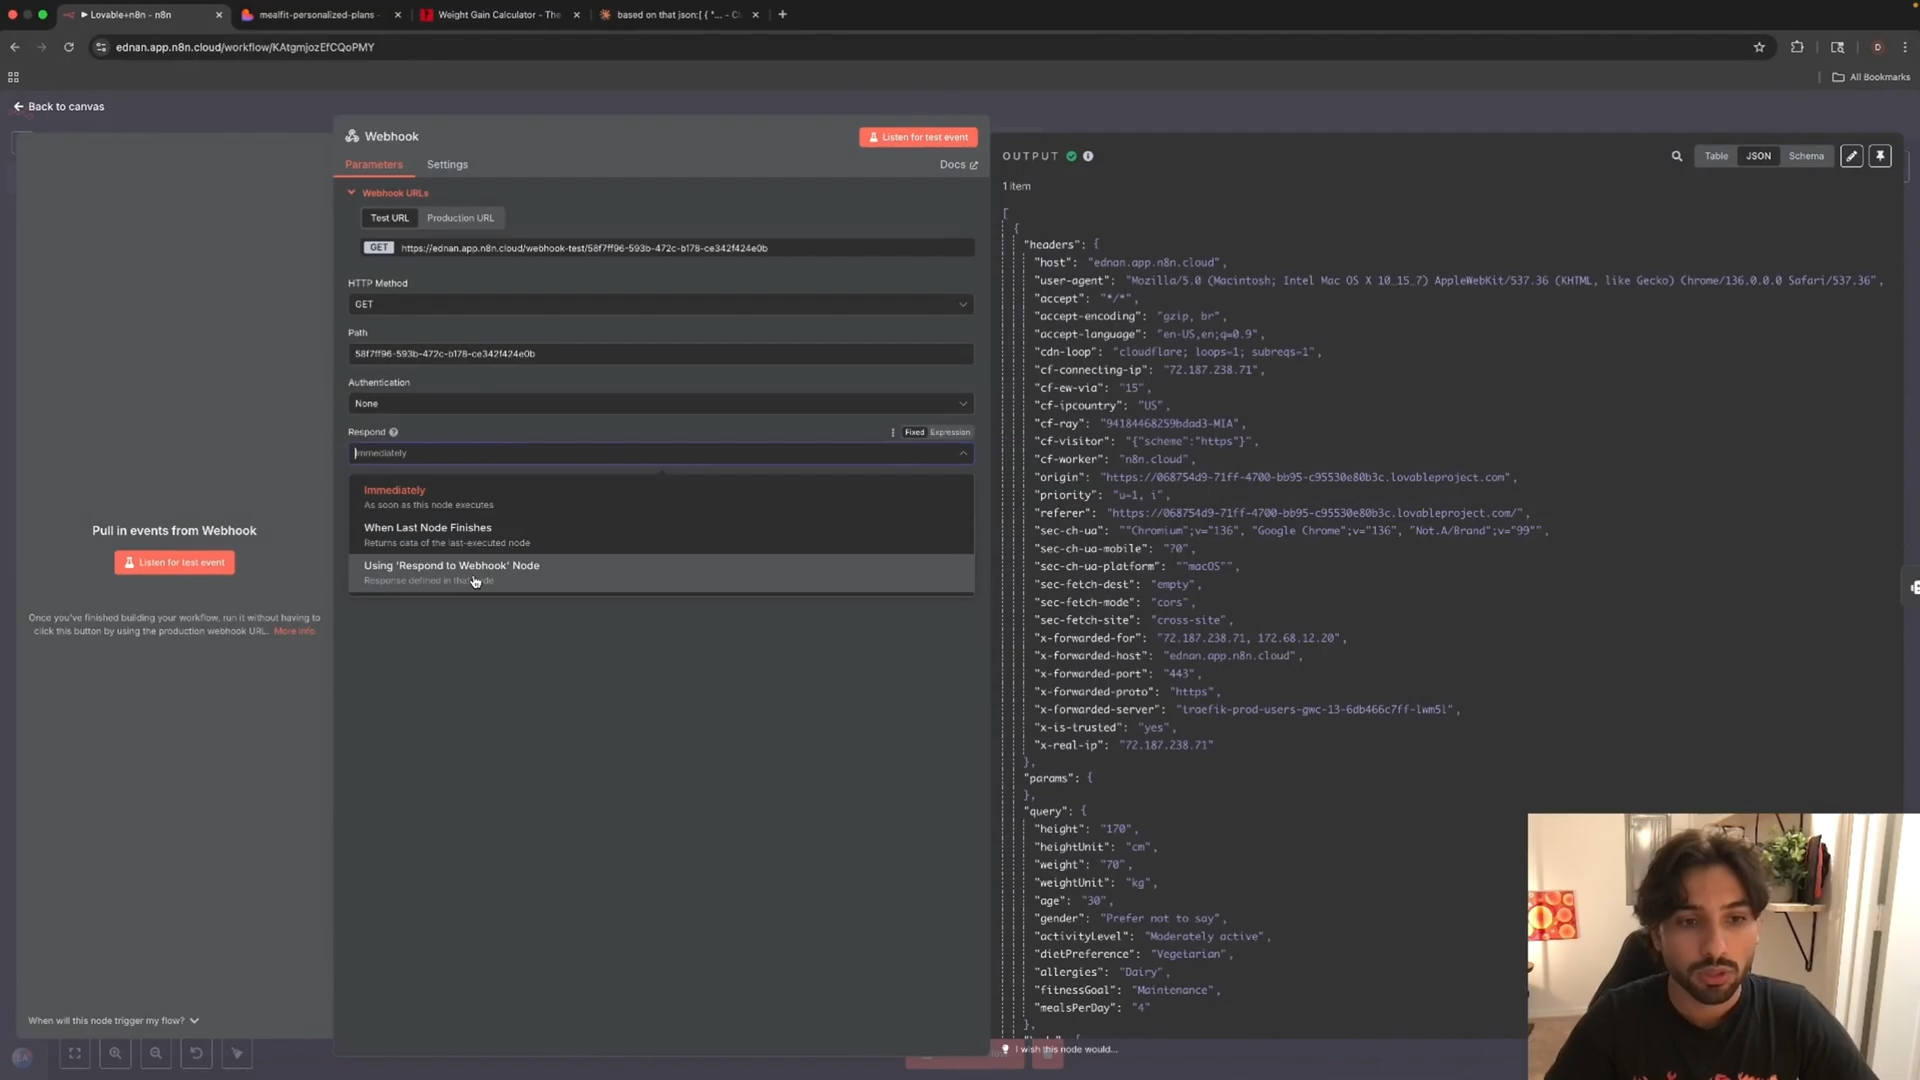 Lovable+n8n - n8n
mealfit-personalized-plans -
Weight Gain Calculator - The
based on that json:[ { "... - C
ednan.app.n8n.cloud/workflow/KAtgmjozEfCQoPMY
D
All Bookmarks
Back to canvas
Webhook
Listen for test event
Parameters
Settings
Docs
Webhook URLs
Test URL
Production URL
GET
https://ednan.app.n8n.cloud/webhook-test/58f7ff96-593b-472c-b178-ce342f424e0b
HTTP Method
GET
Path
58f7ff96-593b-472c-b178-ce342f424e0b
Authentication
None
Respond
Fixed
Expression
Immediately
Immediately
As soon as this node executes
When Last Node Finishes
Returns data of the last-executed node
Using 'Respond to Webhook' Node
Response defined in that
Pull in events from Webhook
Listen for test event
Once you've finished building your workflow, run it without having to
click this button by using the production webhook URL. More info
When will this node trigger my flow?
OUTPUT
Table
JSON
Schema
1 item
[
{
"headers": {
"host": "ednan.app.n8n.cloud",
"user-agent": "Mozilla/5.0 (Macintosh; Intel Mac OS X 10_15_7) AppleWebKit/537.36 (KHTML, like Gecko) Chrome/136.0.0.0 Safari/537.36",
"accept": "*/*",
"accept-encoding": "gzip, br",
"accept-language": "en-US,en;q=0.9",
"cdn-loop": "cloudflare; loops=1; subreqs=1",
"cf-connecting-ip": "72.187.238.71",
"cf-ew-via": "15",
"cf-ipcountry": "US",
"cf-ray": "94184468259bdad3-MIA",
"cf-visitor": "{"scheme":"https"}",
"cf-worker": "n8n.cloud",
"origin": "https://068754d9-71ff-4700-bb95-c95530e80b3c.lovableproject.com",
"priority": "u=1, i",
"referer": "https://068754d9-71ff-4700-bb95-c95530e80b3c.lovableproject.com/",
"sec-ch-ua": ""Chromium";v="136", "Google Chrome";v="136", "Not.A/Brand";v="99"",
"sec-ch-ua-mobile": "?0",
"sec-ch-ua-platform": ""macOS"",
"sec-fetch-dest": "empty",
"sec-fetch-mode": "cors",
"sec-fetch-site": "cross-site",
"x-forwarded-for": "72.187.238.71, 172.68.12.20",
"x-forwarded-host": "ednan.app.n8n.cloud",
"x-forwarded-port": "443",
"x-forwarded-proto": "https",
"x-forwarded-server": "traefik-prod-users-gwc-13-6db466c7ff-lwm5l",
"x-is-trusted": "yes",
"x-real-ip": "72.187.238.71"
},
"params": {
},
"query": {
"height": "170",
"heightUnit": "cm",
"weight": "70",
"weightUnit": "kg",
"age": "30",
"gender": "Prefer not to say",
"activityLevel": "Moderately active",
"dietPreference": "Vegetarian",
"allergies": "Dairy",
"fitnessGoal": "Maintenance",
"mealsPerDay": "4"
},
I wish this node would...